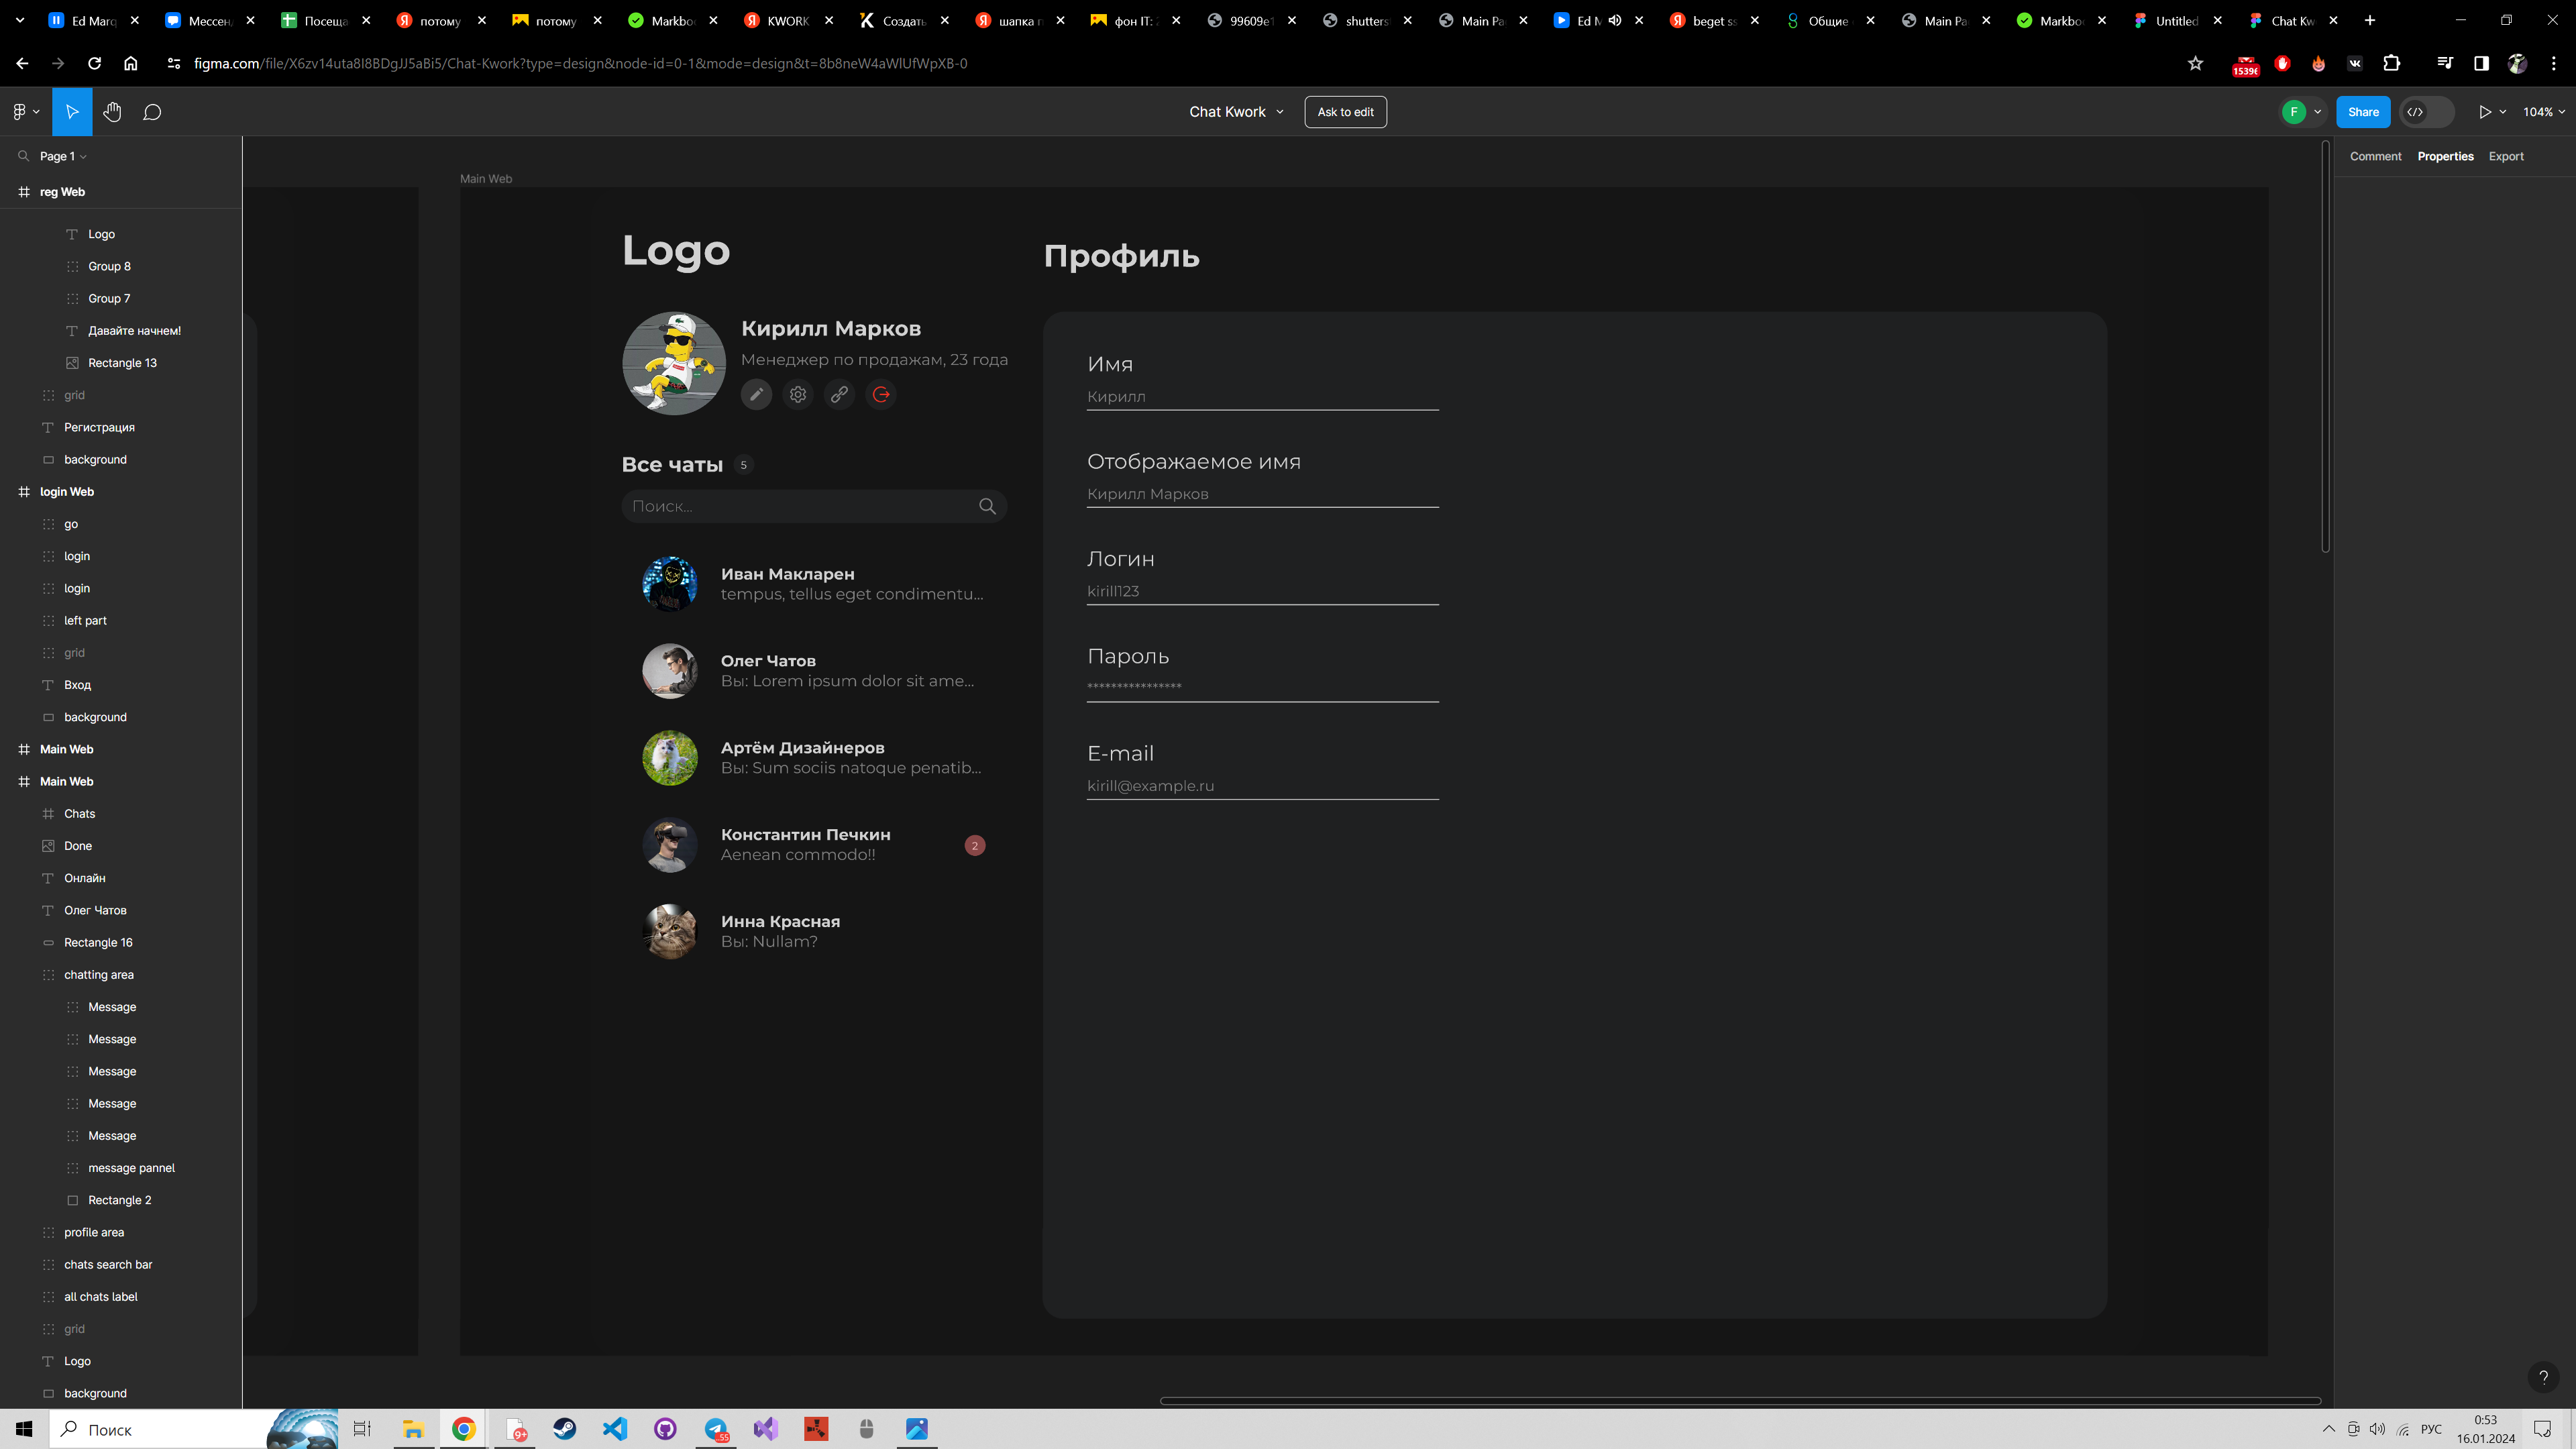 Ed Marq
Мессен
Посеща
потому
потому
Markboo
KWORK
Создать
шапка п
фон IT:
99609e1
shutters
Main Pa
Ed M
beget ss
Общие
Main Pa
Markbo
Untitled
Chat Kw
figma.com/file/X6zv14uta8I8BDgJJ5aBi5/Chat-Kwork?type=design&node-id=0-1&mode=design&t=8b8neW4aWlUfWpXB-0
1539€
Chat Kwork
Ask to edit
F
Share
104%
Page 1
Comment
Properties
Export
reg Web
Logo
Group 8
Group 7
Давайте начнем!
Rectangle 13
grid
Регистрация
background
login Web
go
login
login
left part
grid
Вход
background
Main Web
Main Web
Chats
Done
Онлайн
Олег Чатов
Rectangle 16
chatting area
Message
Message
Message
Message
Message
message pannel
Rectangle 2
profile area
chats search bar
all chats label
grid
Logo
background
Main Web
Logo
Кирилл Марков
Менеджер по продажам, 23 года
Все чаты 5
Поиск...
Иван Макларен
tempus, tellus eget condimentu...
Олег Чатов
Вы: Lorem ipsum dolor sit ame...
Артём Дизайнеров
Вы: Sum sociis natoque penatib...
Константин Печкин
Aenean commodo!!
2
Инна Красная
Вы: Nullam?
Профиль
Имя
Кирилл
Отображаемое имя
Кирилл Марков
Логин
kirill123
Пароль
****************
E-mail
kirill@example.ru
?
Поиск
9+
55
РУС
0:53
16.01.2024